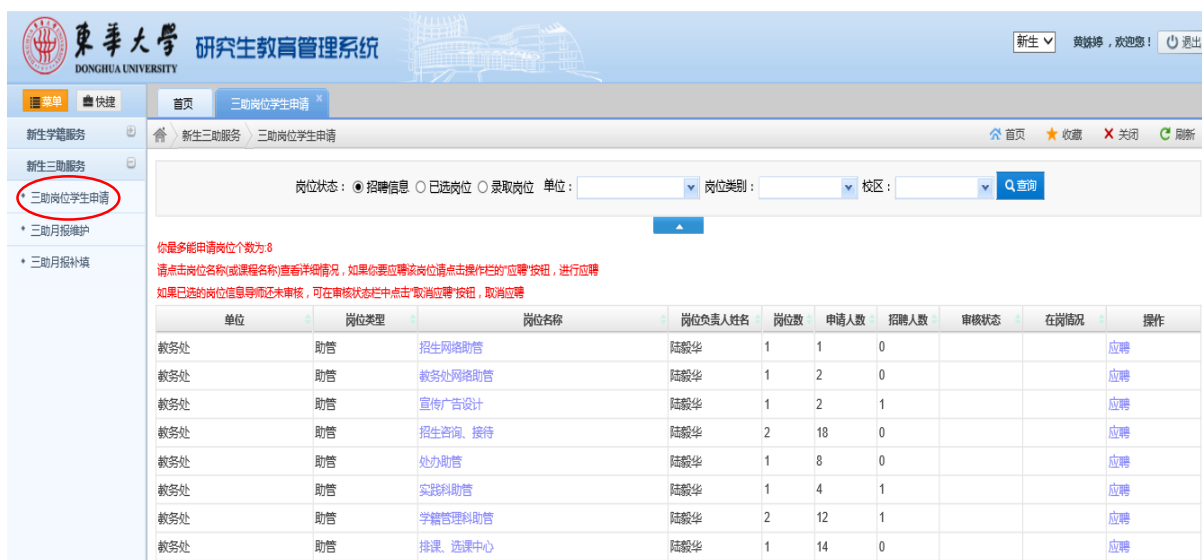 東華大學 研究生教育管理系统
DONGHUA UNIVERSITY
新生 黄姝婷，欢迎您！ 退出
菜单 快捷 首页 三助岗位学生申请
新生学籍服务 新生三助服务 三助岗位学生申请 首页 收藏 关闭 刷新
新生三助服务
岗位状态： 招聘信息 已选岗位 录取岗位 单位： 岗位类别： 校区： 查询
三助岗位学生申请
三助月报维护
三助月报补填
你最多能申请岗位个数为:8
请点击岗位名称(或课程名称)查看详细情况，如果你要应聘该岗位请点击操作栏的"应聘"按钮，进行应聘
如果已选的岗位信息导师还未审核，可在审核状态栏中点击"取消应聘"按钮，取消应聘
单位 岗位类型 岗位名称 岗位负责人姓名 岗位数 申请人数 招聘人数 审核状态 在岗情况 操作
教务处 助管 招生网络助管 陆毅华 1 1 0 应聘
教务处 助管 教务处网络助管 陆毅华 1 2 0 应聘
教务处 助管 宣传广告设计 陆毅华 1 2 1 应聘
教务处 助管 招生咨询、接待 陆毅华 2 18 0 应聘
教务处 助管 处办助管 陆毅华 1 8 0 应聘
教务处 助管 实践科助管 陆毅华 1 4 1 应聘
教务处 助管 学籍管理科助管 陆毅华 2 12 1 应聘
教务处 助管 排课、选课中心 陆毅华 1 14 0 应聘